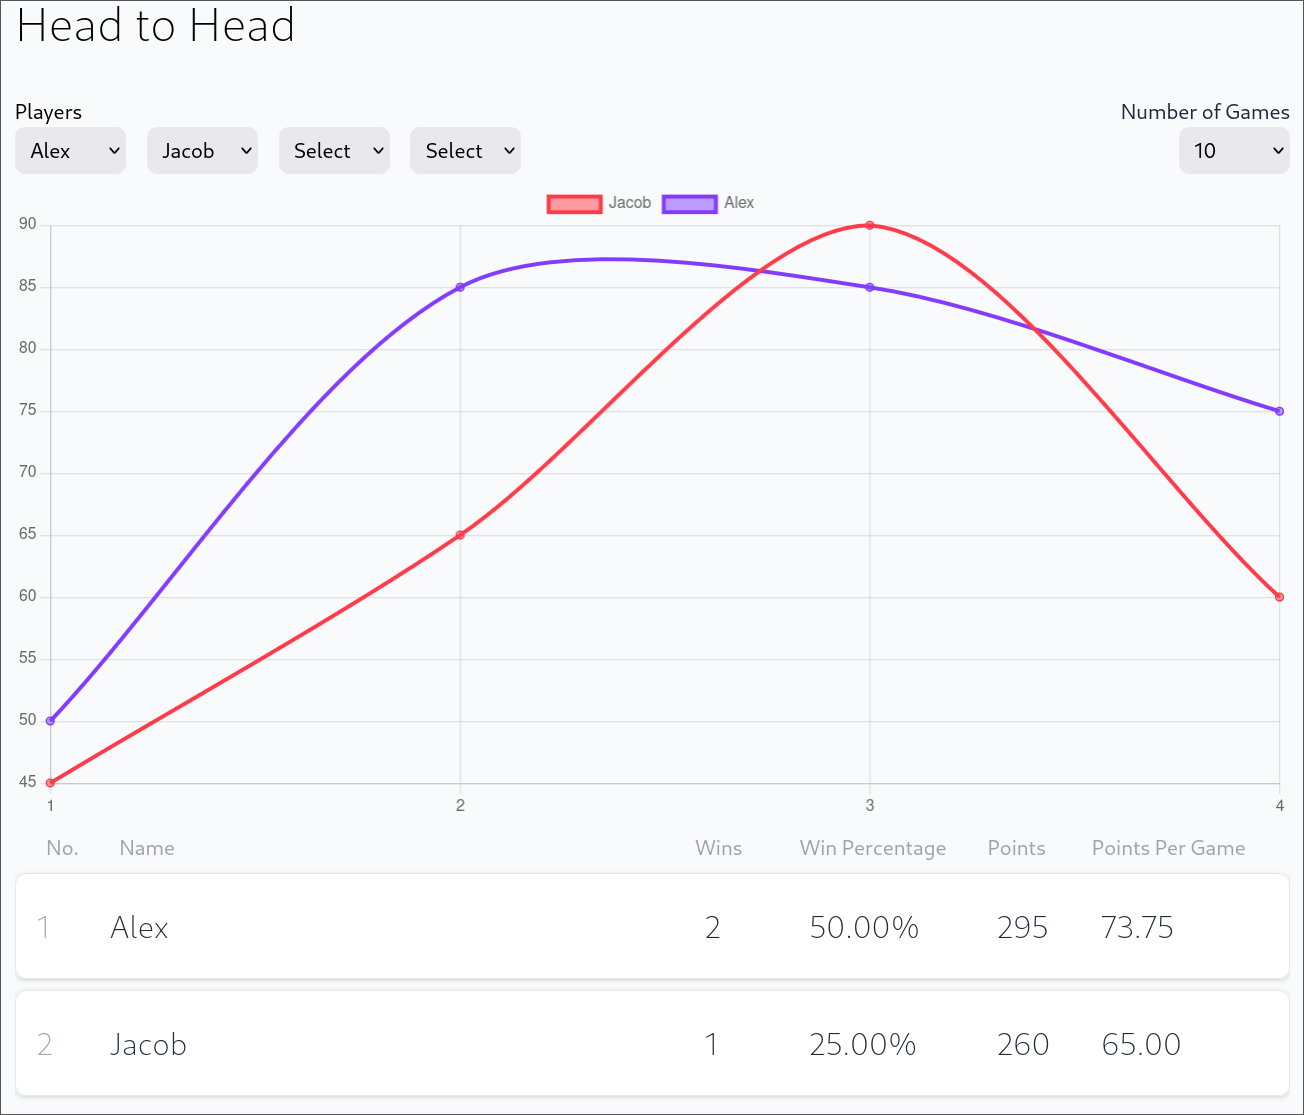 Head to Head
Players
Number of Games
Alex Jacob Select Select 10
Jacob Alex
90
85
80
75
70
65
60
55
50
45
1 2 3 4
No. Name Wins Win Percentage Points Points Per Game
1 Alex 2 50.00% 295 73.75
2 Jacob 1 25.00% 260 65.00